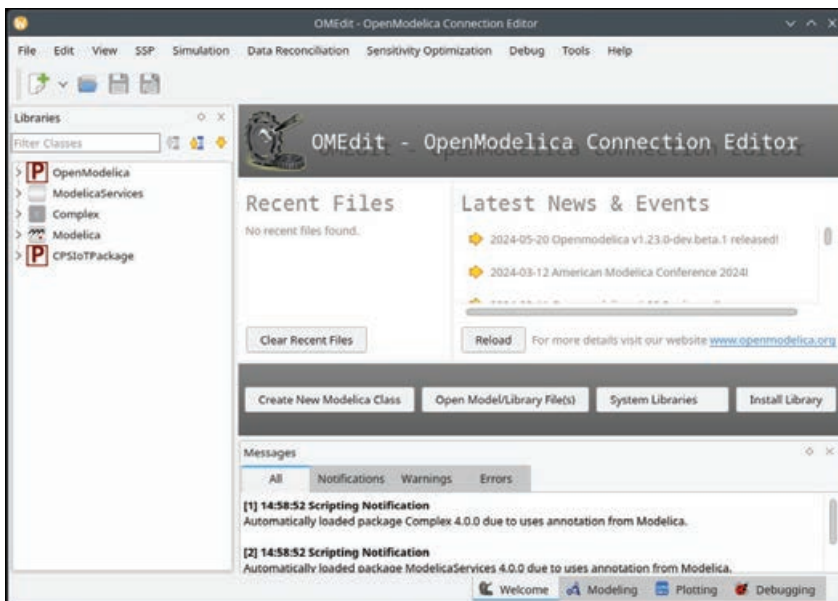 OMEdit - OpenModelica Connection Editor
File Edit View SSP Simulation Data Reconciliation Sensitivity Optimization Debug Tools Help
Libraries
Filter Classes
OpenModelica
ModelicaServices
Complex
Modelica
CPSIoTPackage
OMEdit - OpenModelica Connection Editor
Recent Files
No recent files found.
Clear Recent Files
Latest News & Events
2024-05-20 Openmodelica v1.23.0-dev.beta.1 released!
2024-03-12 American Modelica Conference 2024!
Reload For more details visit our website www.openmodelica.org
Create New Modelica Class Open Model/Library File(s) System Libraries Install Library
Messages
All Notifications Warnings Errors
[1] 14:58:52 Scripting Notification
Automatically loaded package Complex 4.0.0 due to uses annotation from Modelica.
[2] 14:58:52 Scripting Notification
Automatically loaded package ModelicaServices 4.0.0 due to uses annotation from Modelica.
Welcome Modeling Plotting Debugging